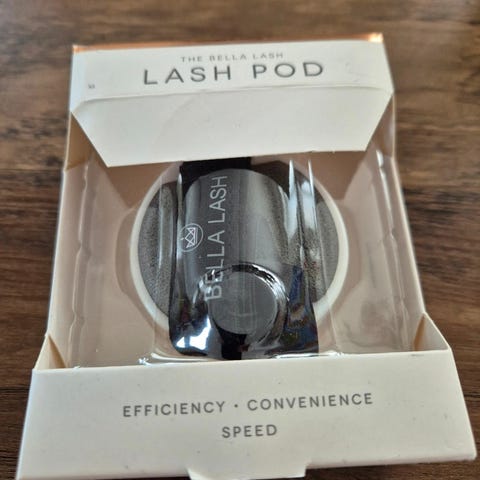 THE BELLA LASH
LASH POD
BELLA LASH
EFFICIENCY • CONVENIENCE
SPEED